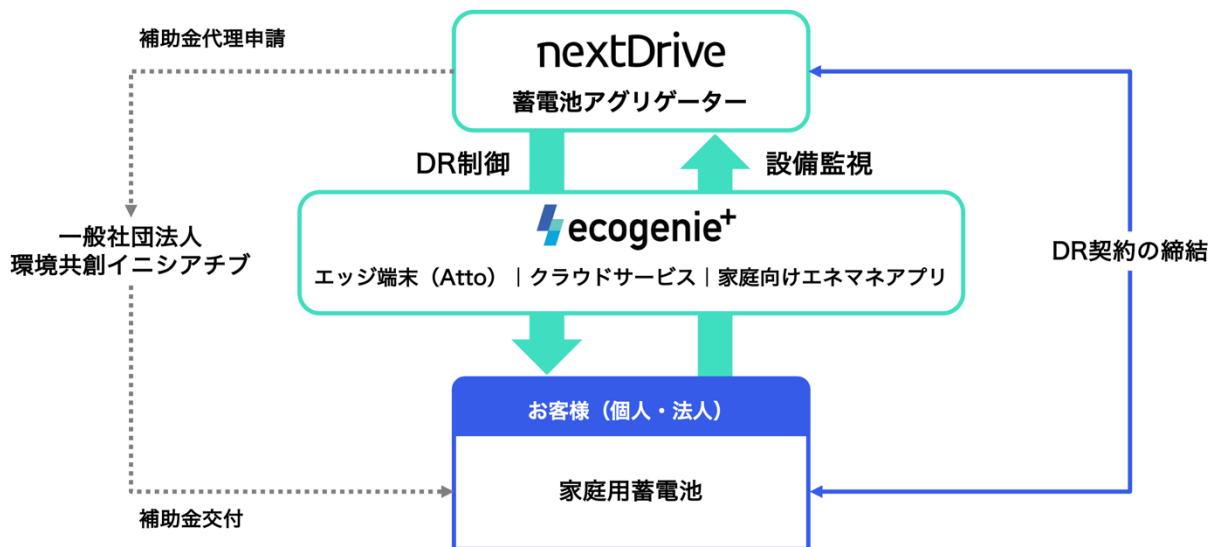 補助金代理申請
nextDrive
蓄電池アグリゲーター
DR制御
設備監視
ecogenie+
エッジ端末（Atto）｜クラウドサービス｜家庭向けエネマネアプリ
一般社団法人
環境共創イニシアチブ
DR契約の締結
お客様（個人・法人）
家庭用蓄電池
補助金交付